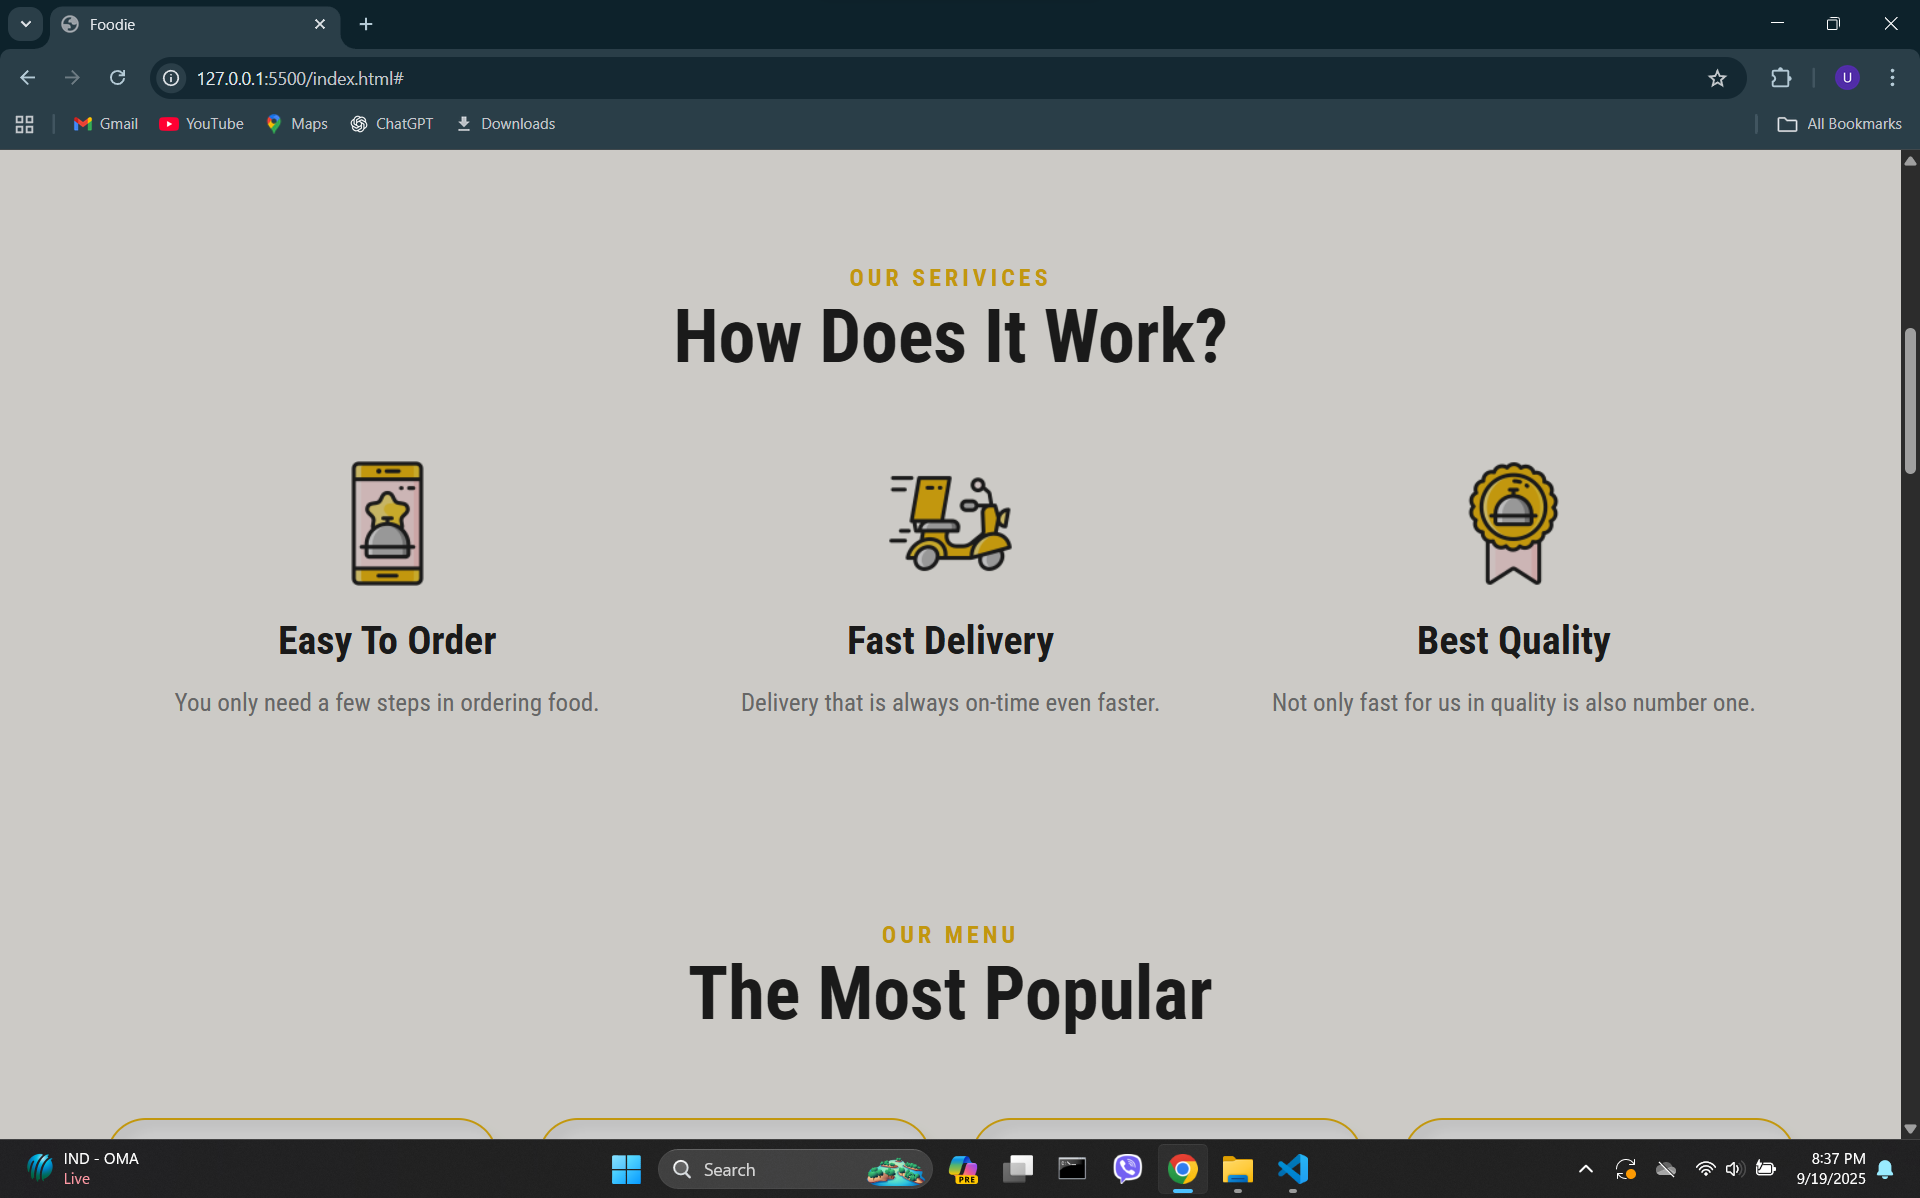 Foodie
127.0.0.1:5500/index.html#
U
Gmail
YouTube
Maps
ChatGPT
Downloads
All Bookmarks
OUR SERIVICES
How Does It Work?
Easy To Order
Fast Delivery
Best Quality
You only need a few steps in ordering food.
Delivery that is always on-time even faster.
Not only fast for us in quality is also number one.
OUR MENU
The Most Popular
IND - OMA
Live
Search
PRE
8:37 PM
9/19/2025